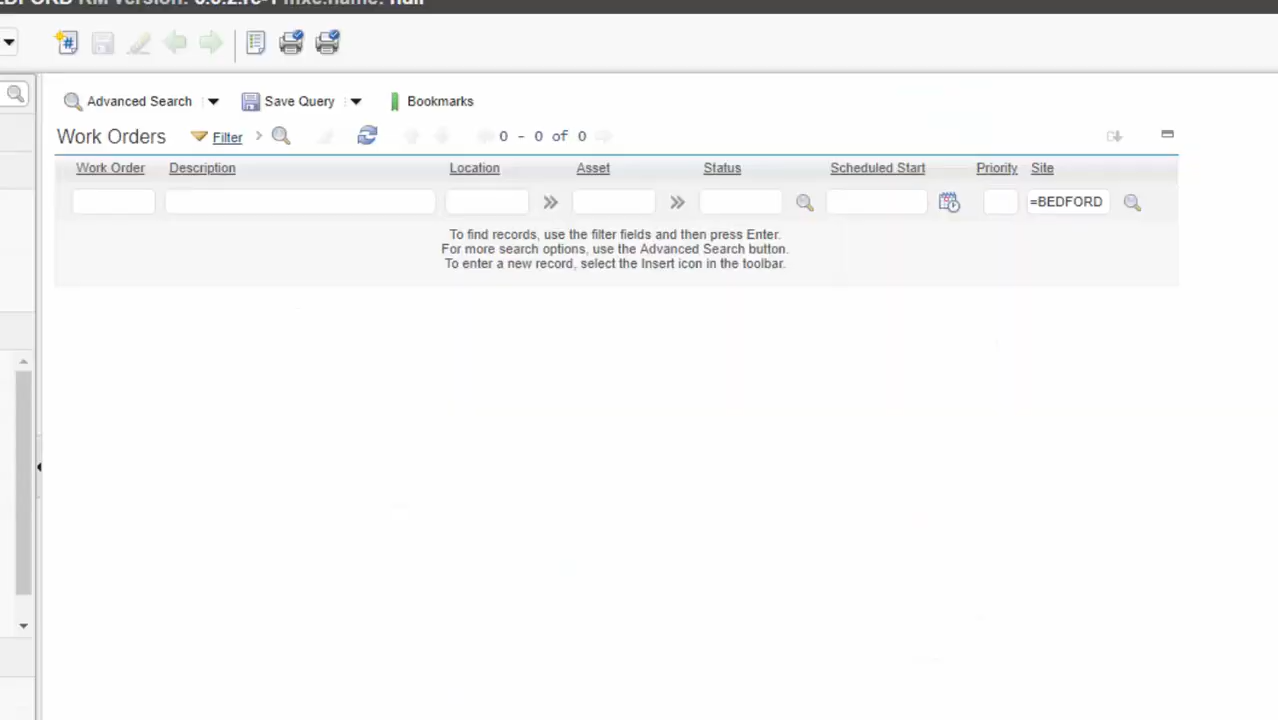 Advanced Search Save Query Bookmarks
Work Orders Filter 0 - 0 of 0
Work Order Description Location Asset Status Scheduled Start Priority Site
=BEDFORD
To find records, use the filter fields and then press Enter.
For more search options, use the Advanced Search button.
To enter a new record, select the Insert icon in the toolbar.